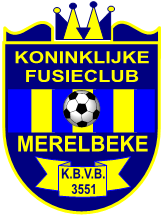 KONINKLIJKE
FUSIECLUB
MERELBEKE
K.B.V.B.
3551